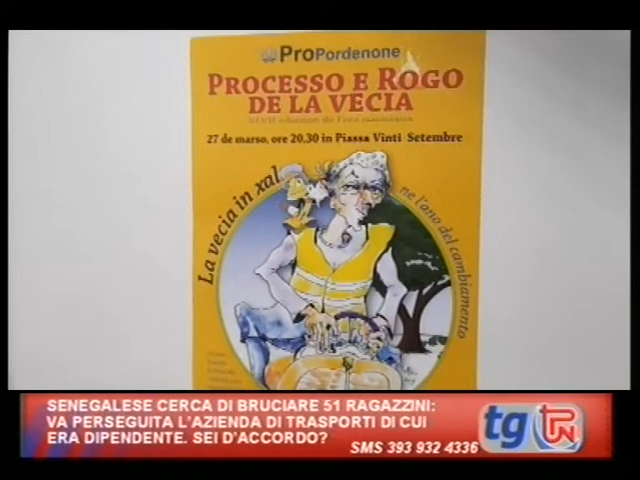 ProPordenone
PROCESSO E ROGO
DE LA VECIA
27 de marso, ore 20,30 in Piassa Vinti Setembre
La vecia in xal
ne l'ano del cambiamento
SENEGALESE CERCA DI BRUCIARE 51 RAGAZZINI:
VA PERSEGUITA L'AZIENDA DI TRASPORTI DI CUI
ERA DIPENDENTE. SEI D'ACCORDO?
SMS 393 932 4336
tg TPN